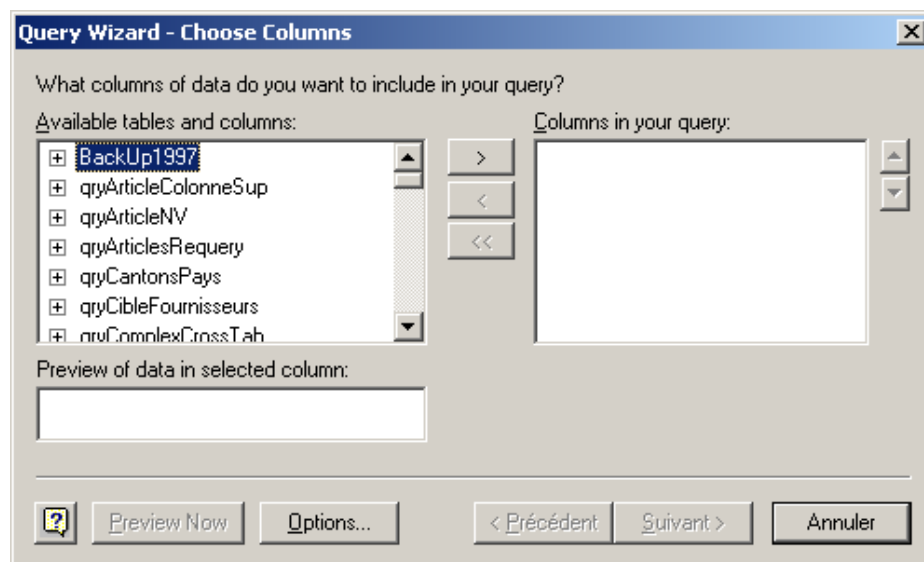 Query Wizard - Choose Columns
What columns of data do you want to include in your query?
Available tables and columns:
BackUp1997
qryArticleColonneSup
qryArticleNV
qryArticlesRequery
qryCantonsPays
qryCibleFournisseurs
qryComplexCrossTab
>
<
<<
Columns in your query:
Preview of data in selected column:
?
Preview Now
Options...
< Précédent
Suivant >
Annuler